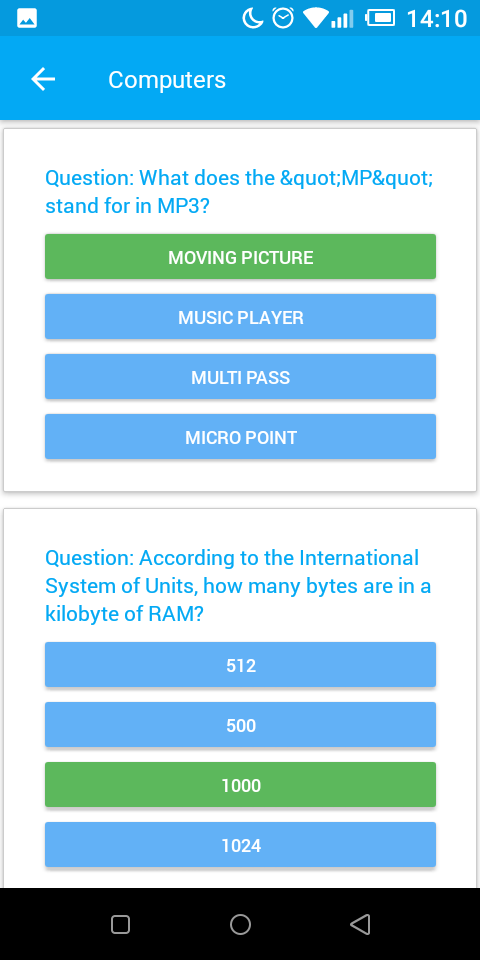 14:10
Computers
Question: What does the &quot;MP&quot;
stand for in MP3?
MOVING PICTURE
MUSIC PLAYER
MULTI PASS
MICRO POINT
Question: According to the International
System of Units, how many bytes are in a
kilobyte of RAM?
512
500
1000
1024